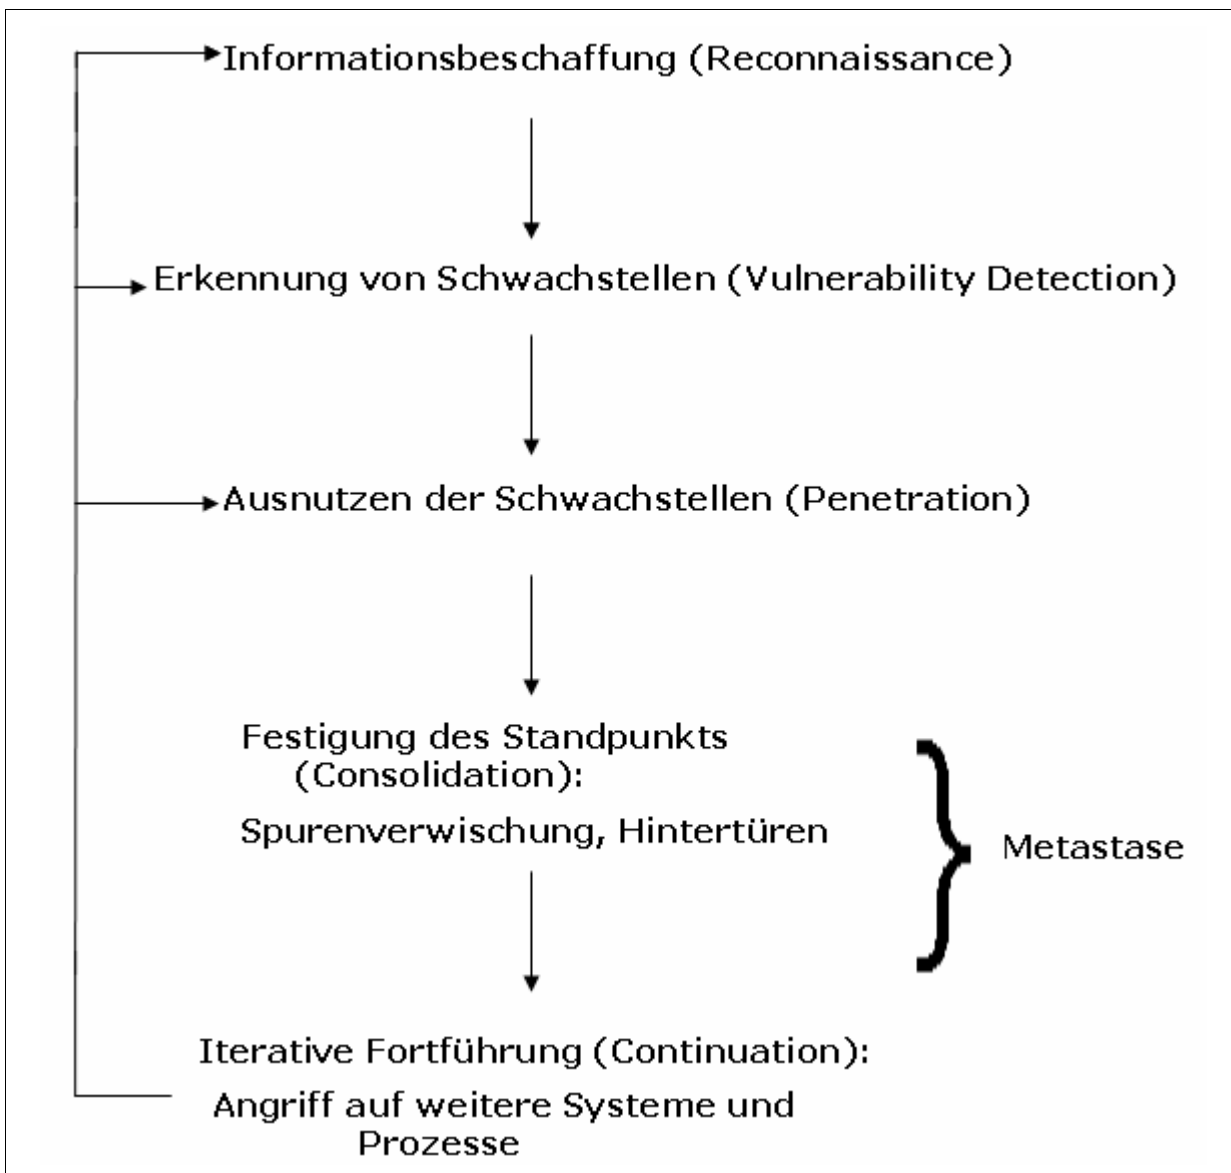 Informationsbeschaffung (Reconnaissance)
Erkennung von Schwachstellen (Vulnerability Detection)
Ausnutzen der Schwachstellen (Penetration)
Festigung des Standpunkts
(Consolidation):
Spurenverwischung, Hintertüren
Metastase
Iterative Fortführung (Continuation):
Angriff auf weitere Systeme und
Prozesse